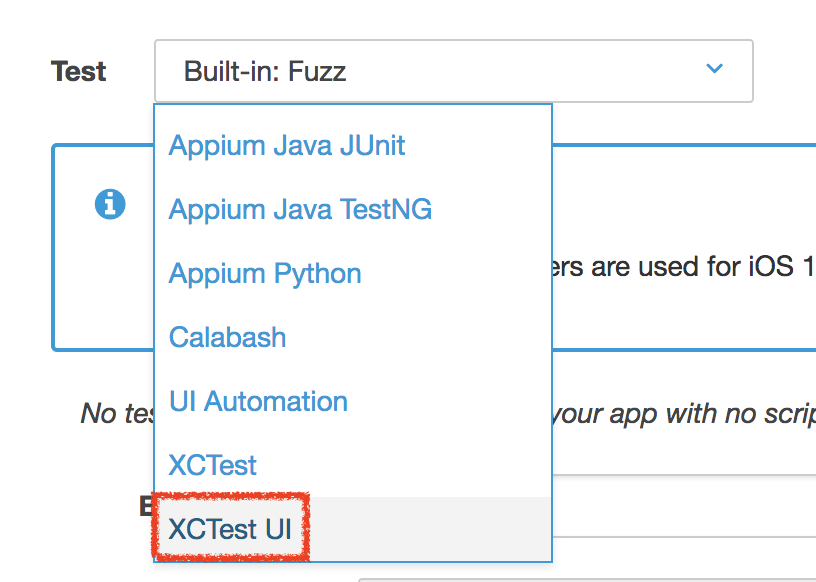 Test Built-in: Fuzz
Appium Java JUnit
Appium Java TestNG
Appium Python
ers are used for iOS 1
Calabash
UI Automation
No tes your app with no scrip
XCTest
XCTest UI